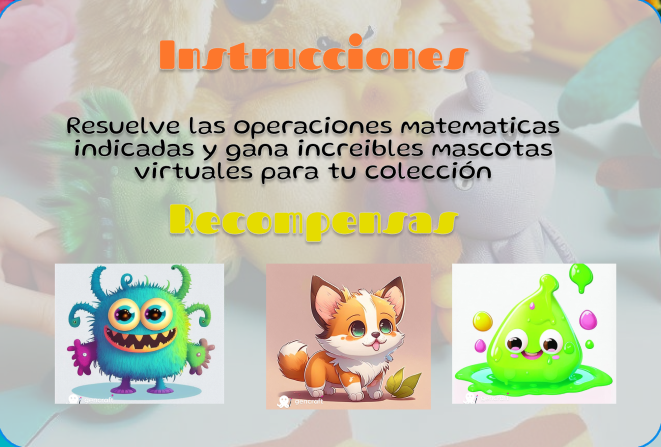 Instrucciones
Resuelve las operaciones matematicas
indicadas y gana increibles mascotas
virtuales para tu colección
Recompensas